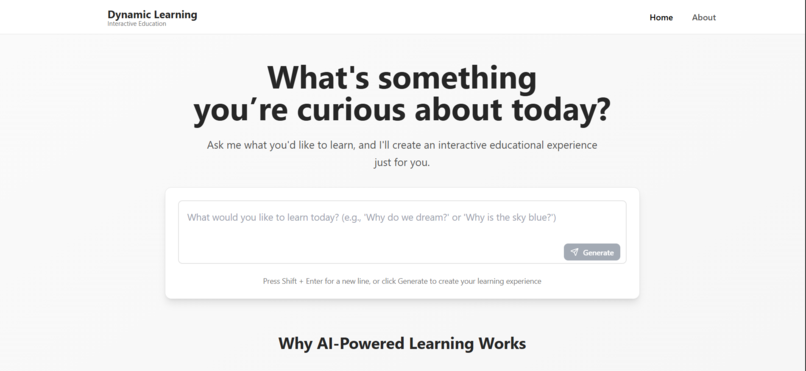 Dynamic Learning
Interactive Education
Home
About
What's something
you’re curious about today?
Ask me what you'd like to learn, and I'll create an interactive educational experience
just for you.
What would you like to learn today? (e.g., 'Why do we dream?' or 'Why is the sky blue?')
Generate
Press Shift + Enter for a new line, or click Generate to create your learning experience
Why AI-Powered Learning Works